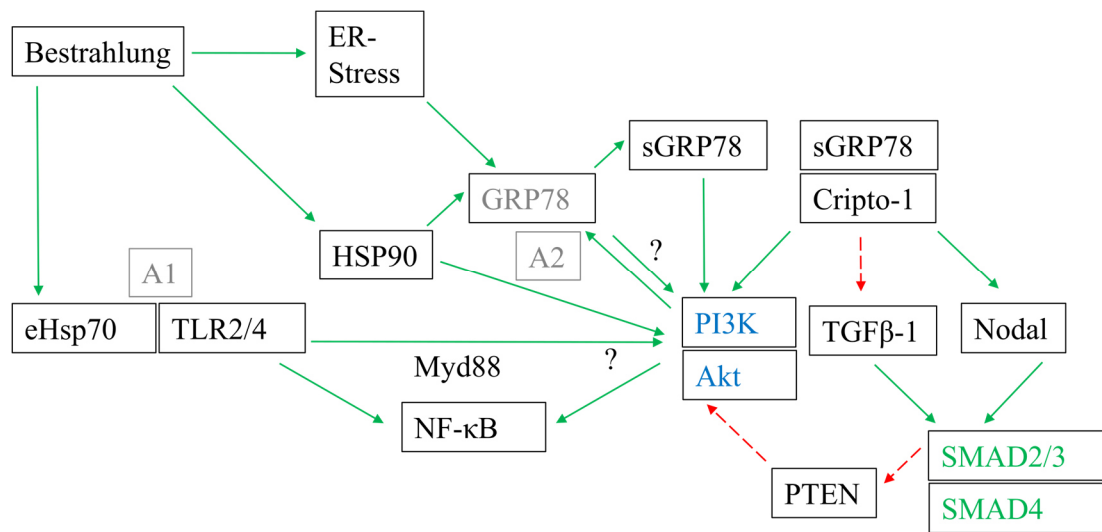 Bestrahlung
ER-
Stress
sGRP78
sGRP78
Cripto-1
GRP78
HSP90
A2
?
A1
eHsp70
TLR2/4
PI3K
TGFβ-1
Nodal
Myd88
?
Akt
NF-κB
SMAD2/3
PTEN
SMAD4